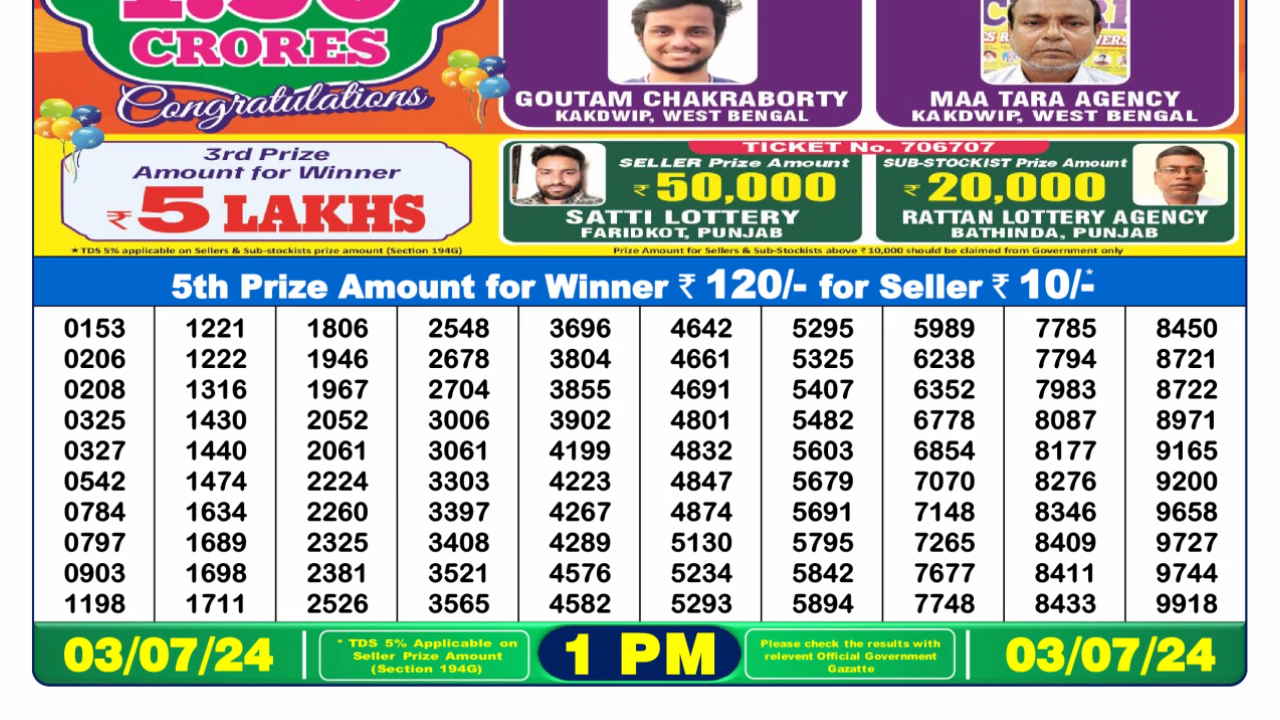 CRORES
Congratulations
GOUTAM CHAKRABORTY
KAKDWIP, WEST BENGAL
MAA TARA AGENCY
KAKDWIP, WEST BENGAL
3rd Prize
Amount for Winner
₹ 5 LAKHS
TICKET No. 706707
SELLER Prize Amount
₹ 50,000
SATTI LOTTERY
FARIDKOT, PUNJAB
SUB-STOCKIST Prize Amount
₹ 20,000
RATTAN LOTTERY AGENCY
BATHINDA, PUNJAB
★TDS 5% applicable on Sellers & Sub-stockists prize amount (Section 194G)
Prize Amount for Sellers & Sub-Stockists above ₹10,000 should be claimed from Government only
5th Prize Amount for Winner ₹ 120/- for Seller ₹ 10/-*
0153 1221 1806 2548 3696 4642 5295 5989 7785 8450
0206 1222 1946 2678 3804 4661 5325 6238 7794 8721
0208 1316 1967 2704 3855 4691 5407 6352 7983 8722
0325 1430 2052 3006 3902 4801 5482 6778 8087 8971
0327 1440 2061 3061 4199 4832 5603 6854 8177 9165
0542 1474 2224 3303 4223 4847 5679 7070 8276 9200
0784 1634 2260 3397 4267 4874 5691 7148 8346 9658
0797 1689 2325 3408 4289 5130 5795 7265 8409 9727
0903 1698 2381 3521 4576 5234 5842 7677 8411 9744
1198 1711 2526 3565 4582 5293 5894 7748 8433 9918
03/07/24
* TDS 5% Applicable on
Seller Prize Amount
(Section 194G)
1 PM
Please check the results with
relevent Official Government
Gazatte
03/07/24